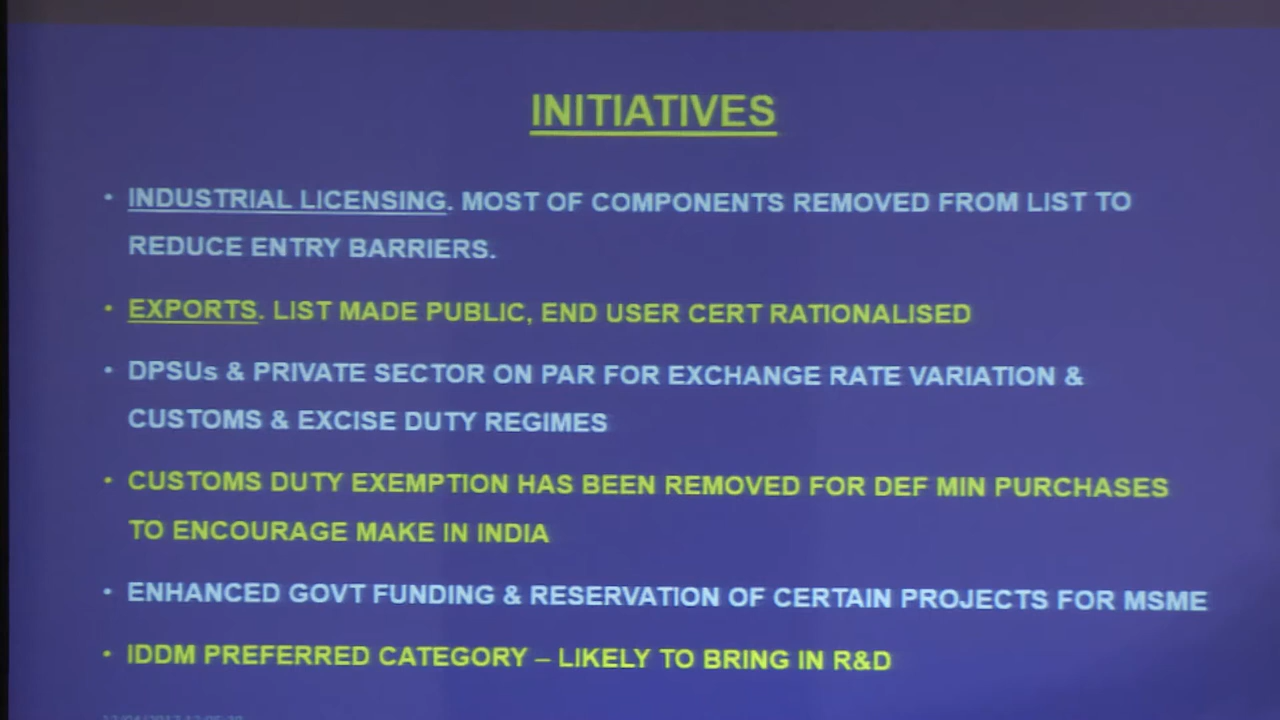 INITIATIVES
• INDUSTRIAL LICENSING. MOST OF COMPONENTS REMOVED FROM LIST TO
REDUCE ENTRY BARRIERS.
• EXPORTS. LIST MADE PUBLIC, END USER CERT RATIONALISED
• DPSUs & PRIVATE SECTOR ON PAR FOR EXCHANGE RATE VARIATION &
CUSTOMS & EXCISE DUTY REGIMES
• CUSTOMS DUTY EXEMPTION HAS BEEN REMOVED FOR DEF MIN PURCHASES
TO ENCOURAGE MAKE IN INDIA
• ENHANCED GOVT FUNDING & RESERVATION OF CERTAIN PROJECTS FOR MSME
• IDDM PREFERRED CATEGORY – LIKELY TO BRING IN R&D